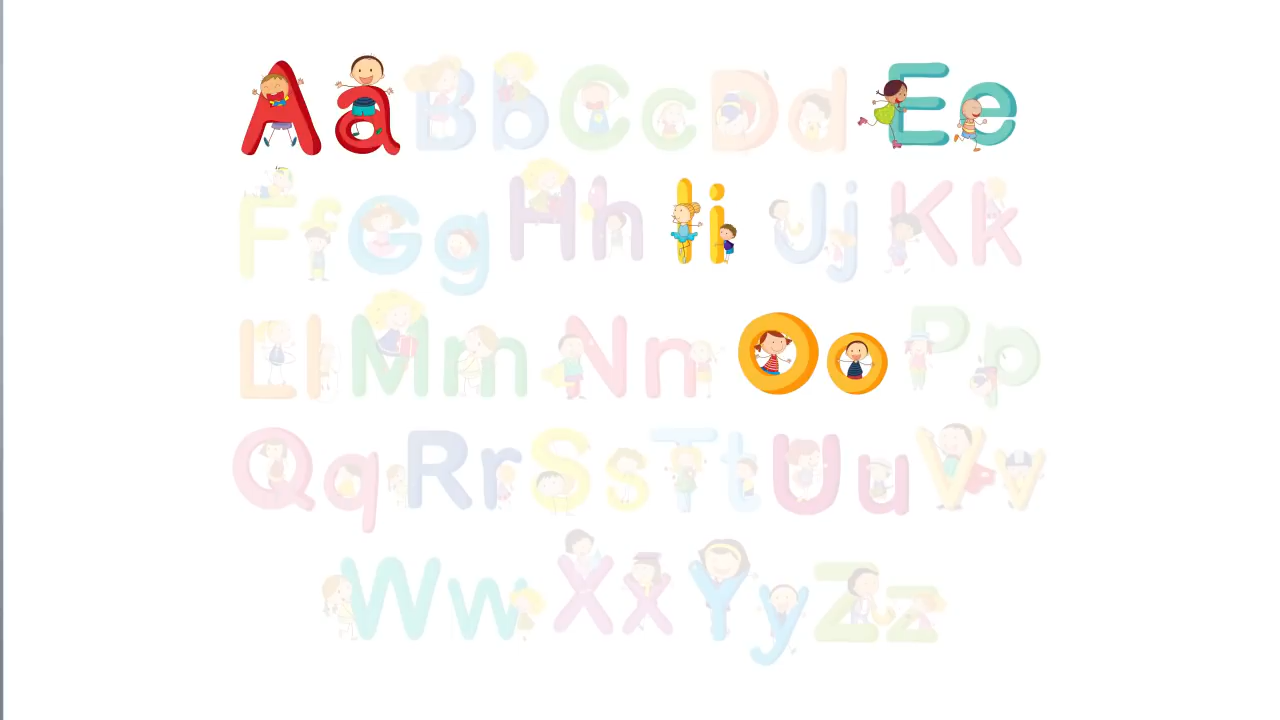 Aa Bb Cc Dd Ee
Ff Gg Hh Ii Jj Kk
Ll Mm Nn Oo Pp
Qq Rr Ss Tt Uu Vv
Ww Xx Yy Zz